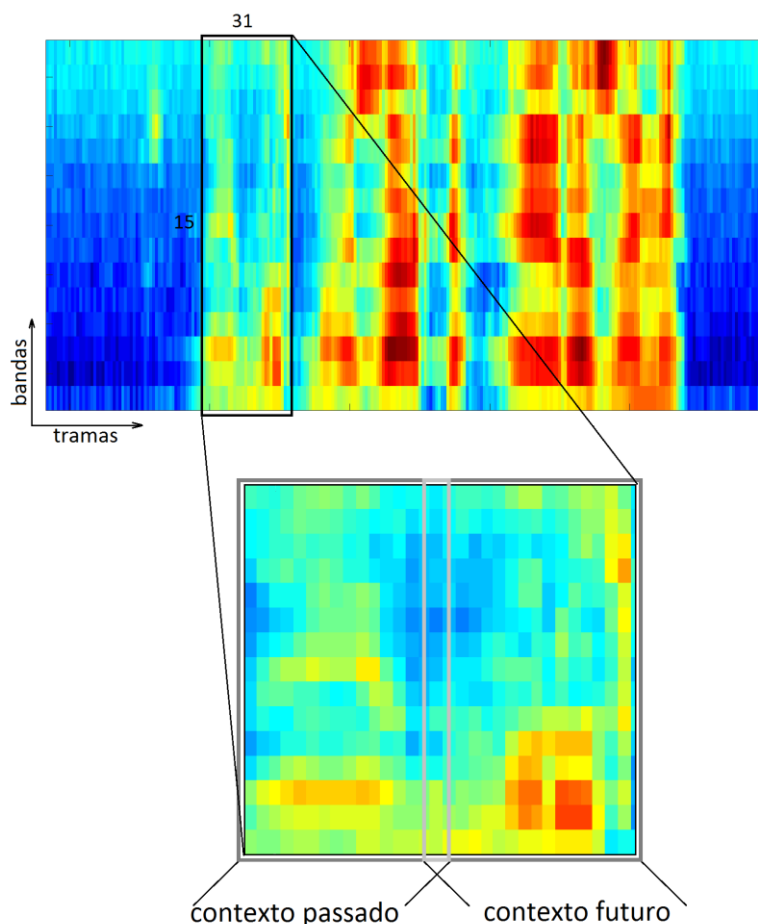 31
15
bandas
tramas
contexto passado
contexto futuro